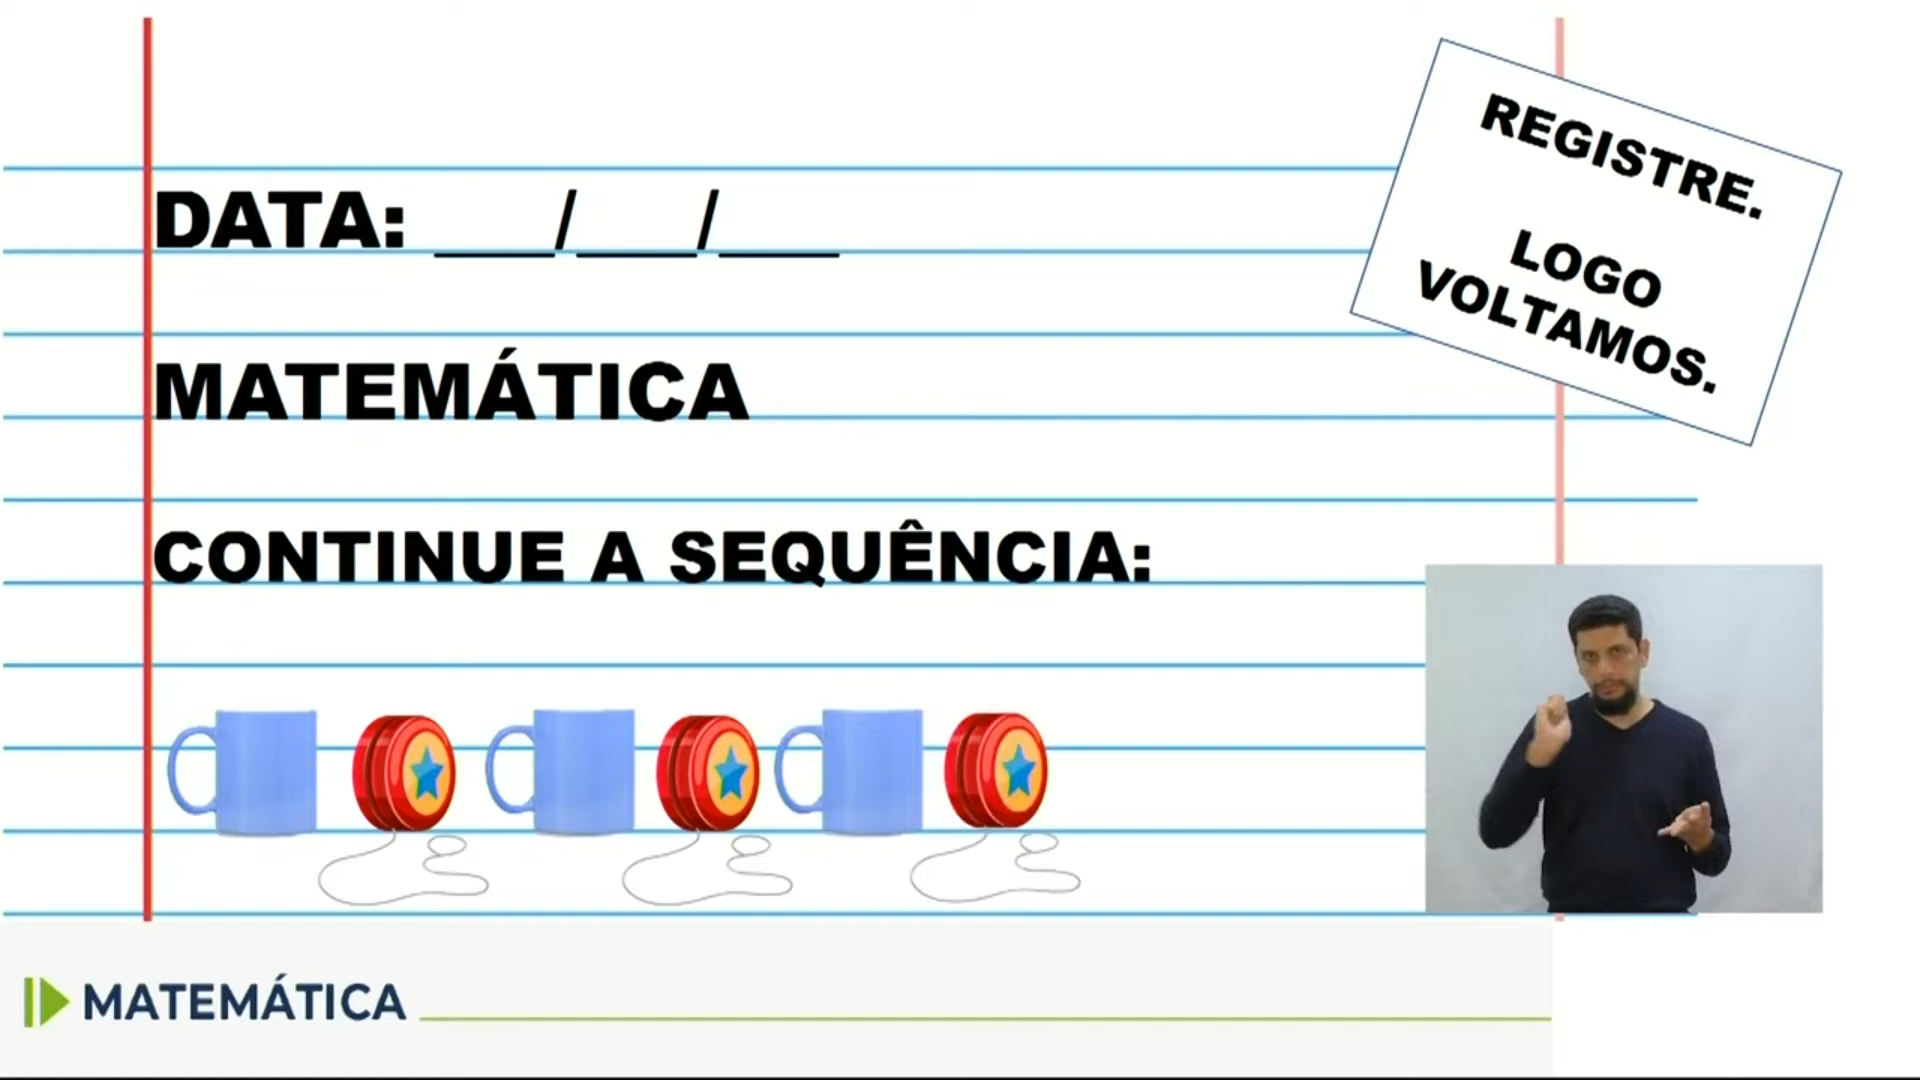 DATA: ___/___/___
MATEMÁTICA
CONTINUE A SEQUÊNCIA:
REGISTRE.
LOGO
VOLTAMOS.
MATEMÁTICA